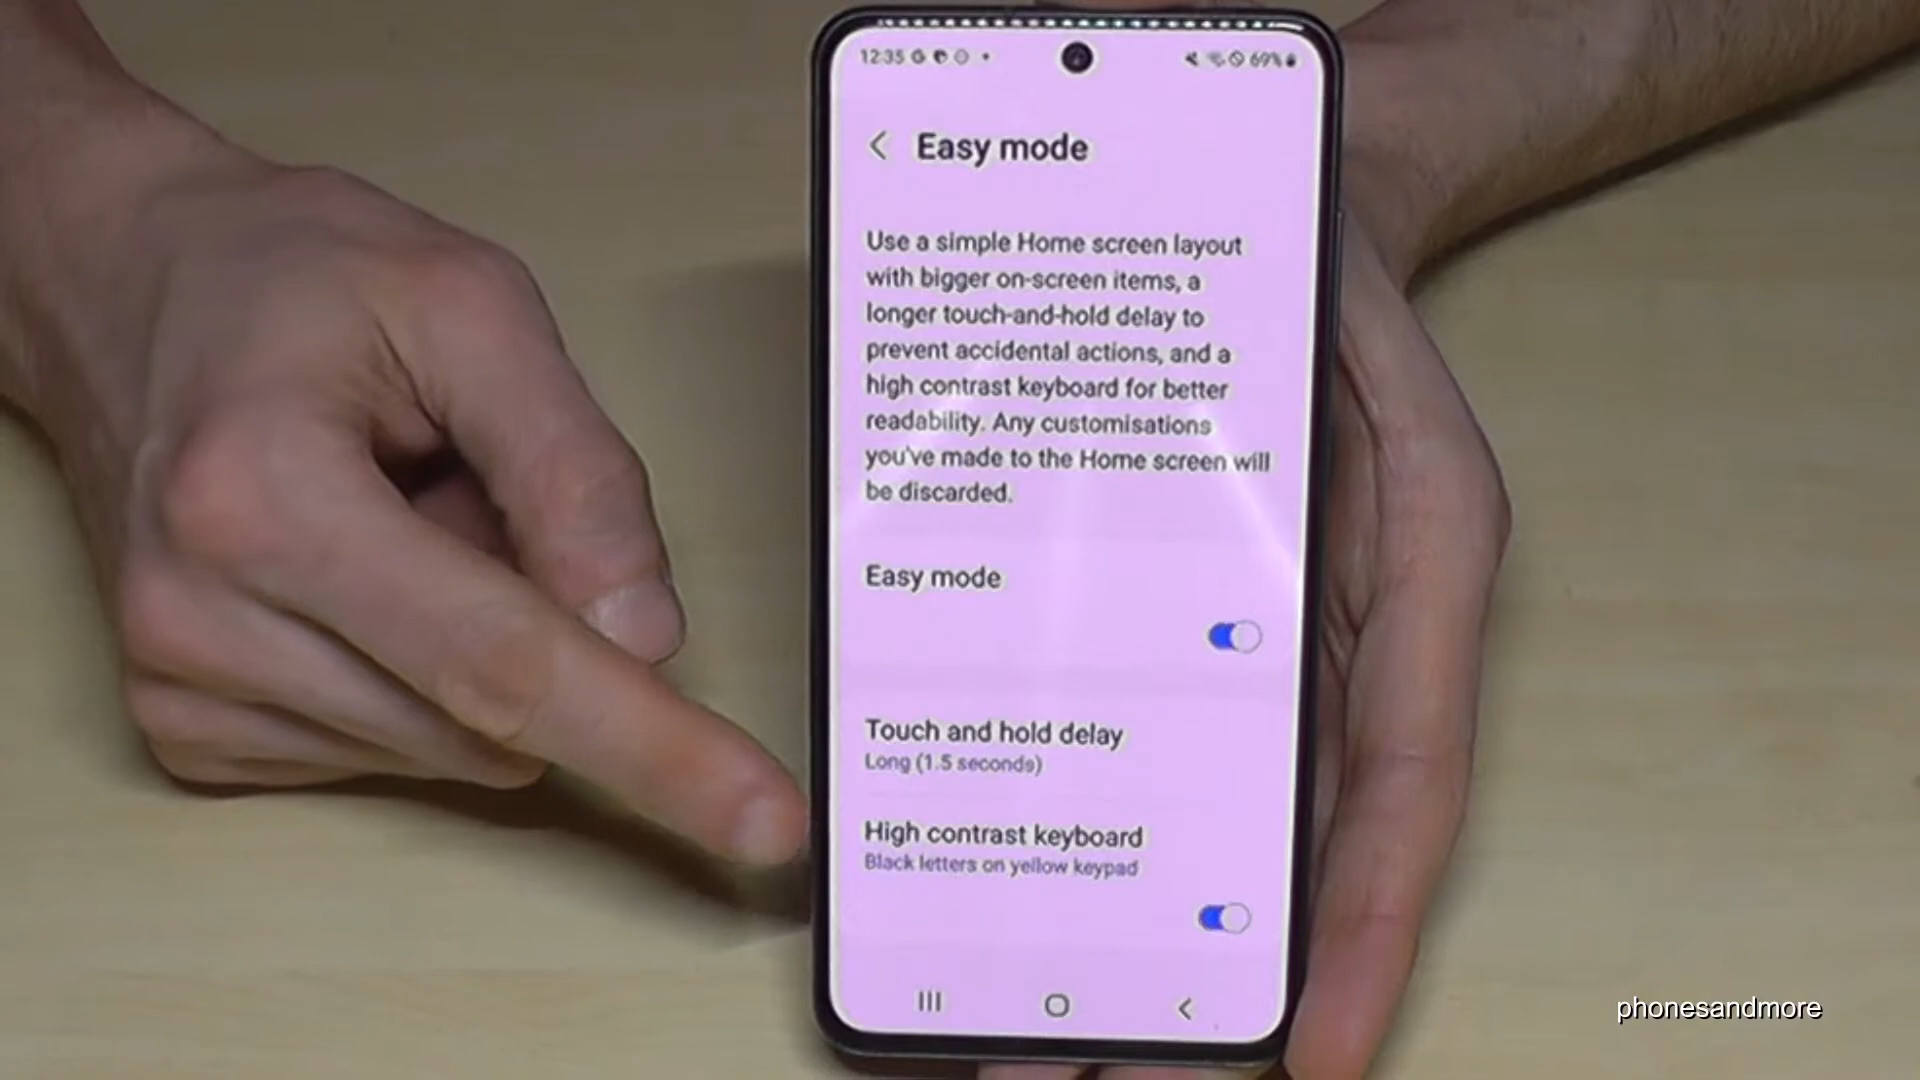 12:35
69%
Easy mode
Use a simple Home screen layout
with bigger on-screen items, a
longer touch-and-hold delay to
prevent accidental actions, and a
high contrast keyboard for better
readability. Any customisations
you've made to the Home screen will
be discarded.
Easy mode
Touch and hold delay
Long (1.5 seconds)
High contrast keyboard
Black letters on yellow keypad
phonesandmore